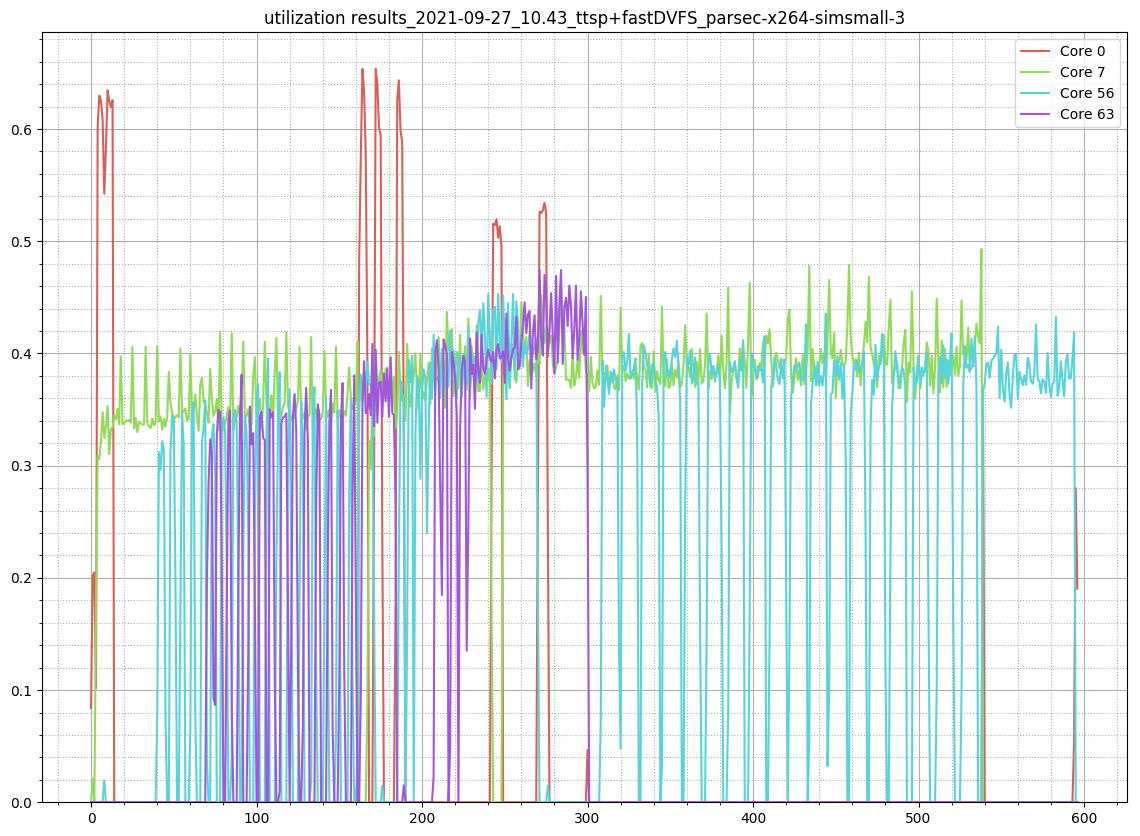 utilization results_2021-09-27_10.43_ttsp+fastDVFS_parsec-x264-simsmall-3
Core 0
Core 7
Core 56
Core 63
0.6
0.5
0.4
0.3
0.2
0.1
0.0
0 100 200 300 400 500 600